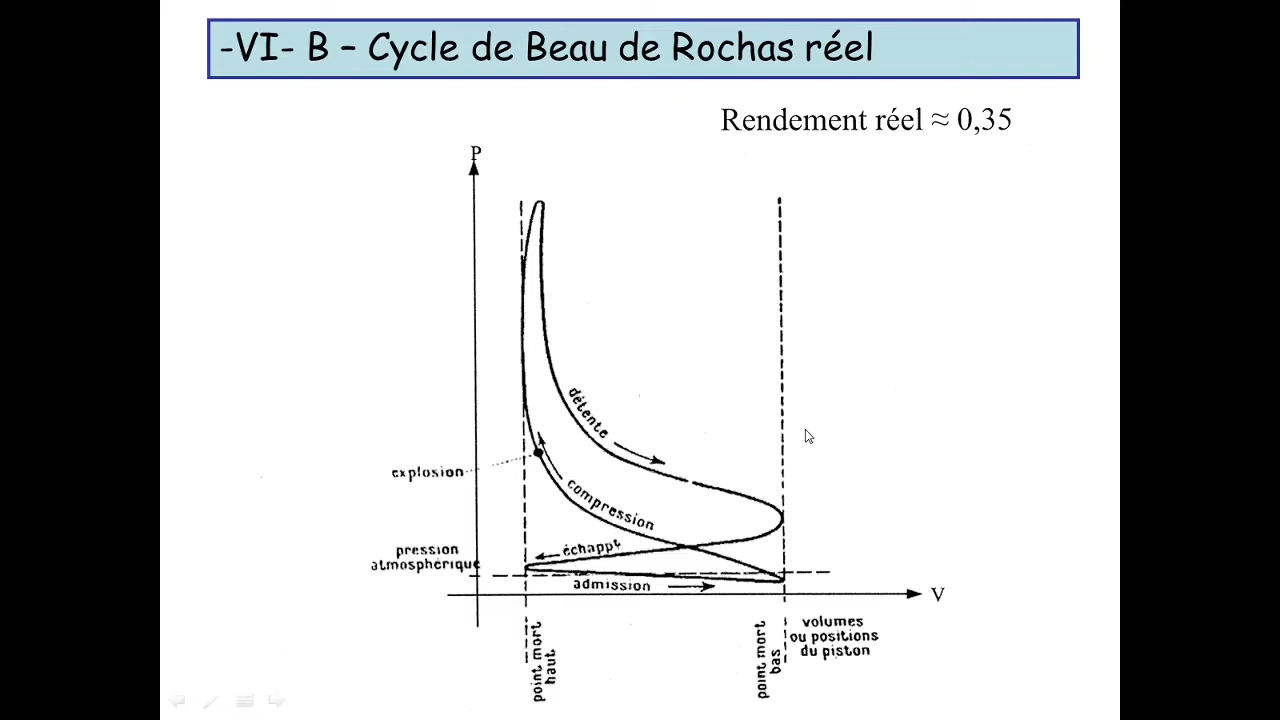 -VI- B – Cycle de Beau de Rochas réel
Rendement réel ≈ 0,35
P
détente
explosion
compression
échappt
pression
atmosphérique
admission
V
point mort
haut
point mort
bas
volumes
ou positions
du piston